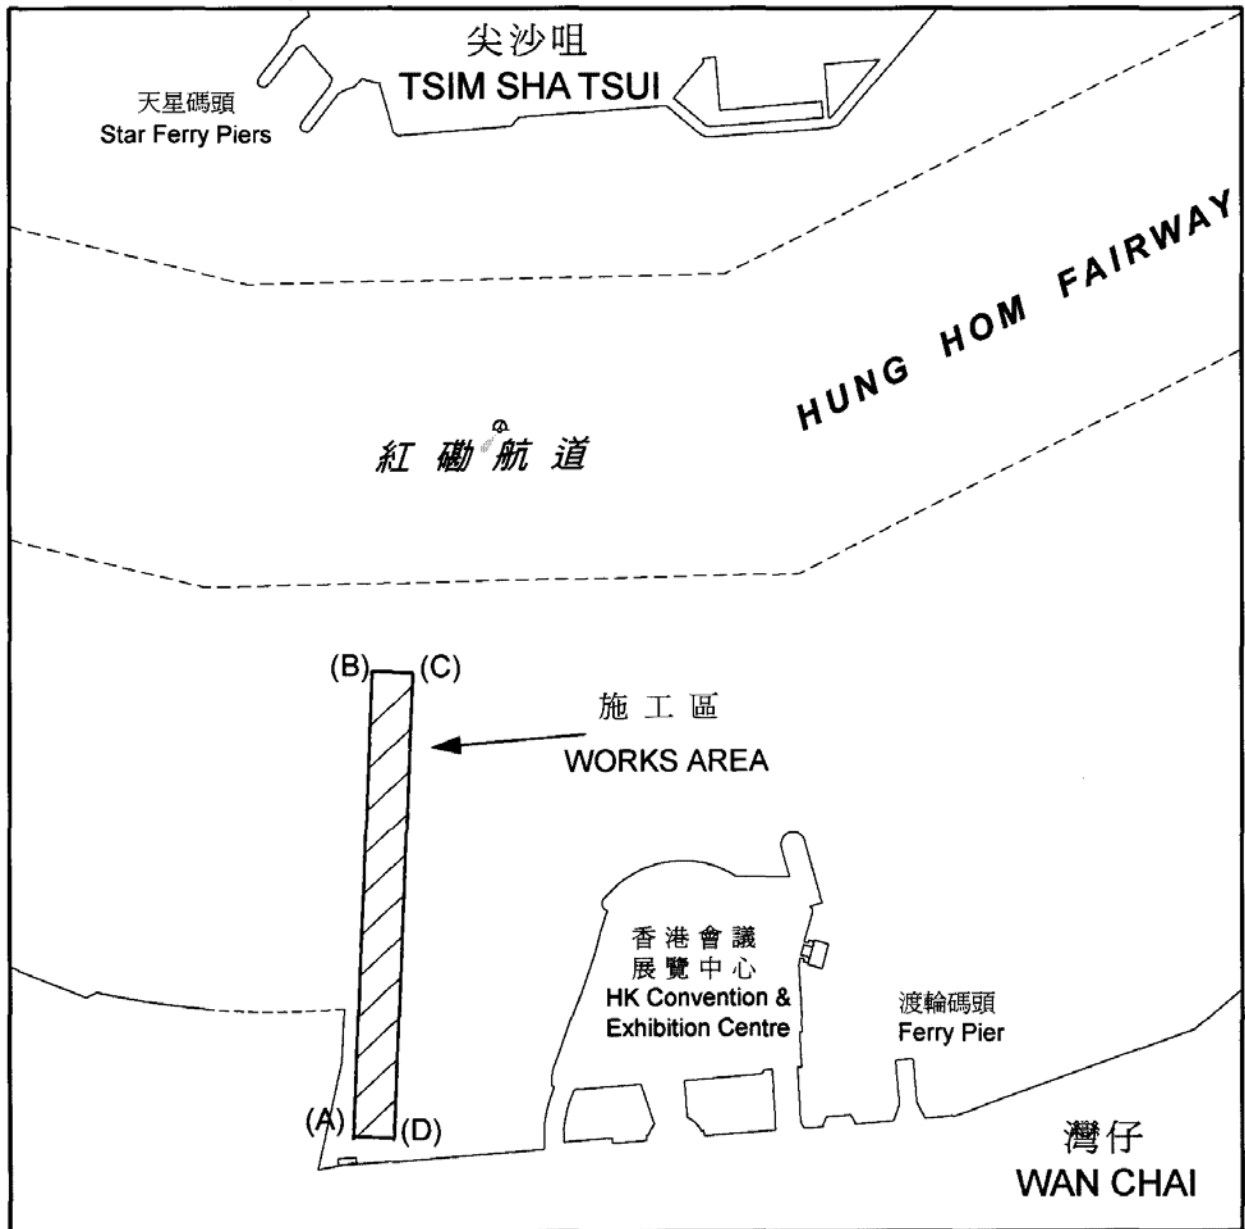 尖沙咀
TSIM SHA TSUI
天星碼頭
Star Ferry Piers
HUNG HOM FAIRWAY
紅磡航道
(B)
(C)
施工區
WORKS AREA
香港會議
展覽中心
HK Convention &
Exhibition Centre
渡輪碼頭
Ferry Pier
(A)
(D)
灣仔
WAN CHAI